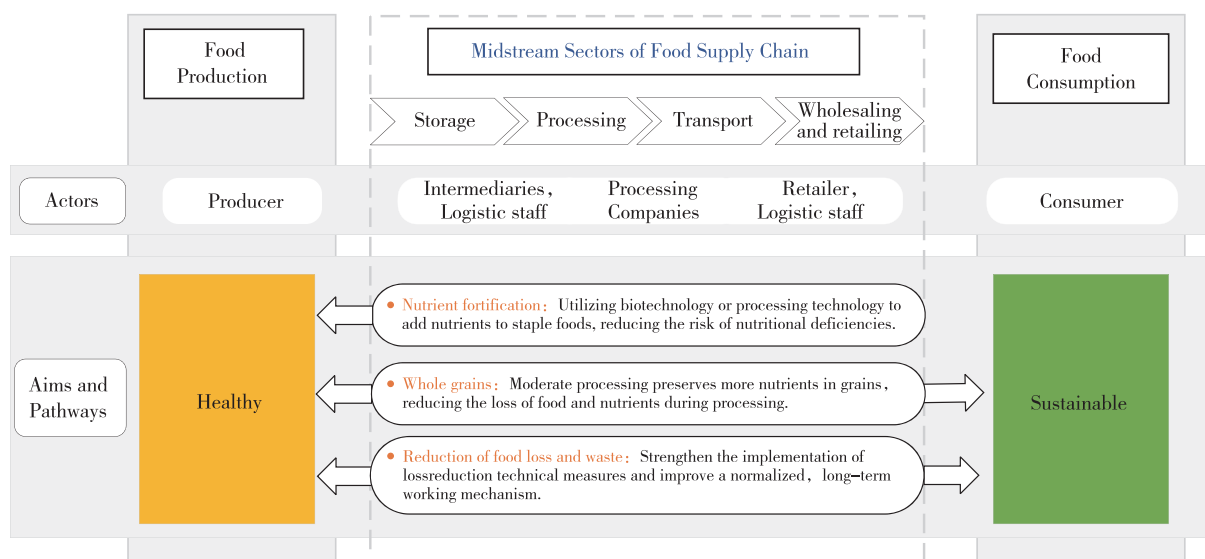 Food
Production
Midstream Sectors of Food Supply Chain
Food
Consumption
Storage
Processing
Transport
Wholesaling
and retailing
Actors
Producer
Intermediaries,
Logistic staff
Processing
Companies
Retailer,
Logistic staff
Consumer
Aims and
Pathways
Healthy
• Nutrient fortification: Utilizing biotechnology or processing technology to
add nutrients to staple foods, reducing the risk of nutritional deficiencies.
• Whole grains: Moderate processing preserves more nutrients in grains,
reducing the loss of food and nutrients during processing.
• Reduction of food loss and waste: Strengthen the implementation of
lossreduction technical measures and improve a normalized, long-term
working mechanism.
Sustainable